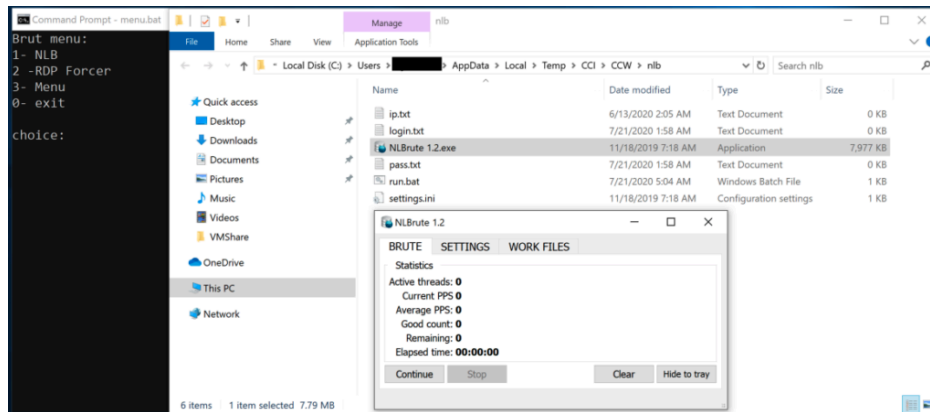 Command Prompt - menu.bat
Brut menu:
1- NLB
2 -RDP Forcer
3- Menu
0- exit
choice:
Manage
nlb
File
Home
Share
View
Application Tools
Local Disk (C:) > Users >
AppData > Local > Temp > CCI > CCW > nlb
Search nlb
Name
Date modified
Type
Size
Quick access
Desktop
Downloads
Documents
Pictures
Music
Videos
VMShare
OneDrive
This PC
Network
ip.txt 6/13/2020 2:05 AM Text Document 0 KB
login.txt 7/21/2020 1:58 AM Text Document 0 KB
NLBrute 1.2.exe 11/18/2019 7:18 AM Application 7,977 KB
pass.txt 7/21/2020 1:58 AM Text Document 0 KB
run.bat 7/21/2020 5:04 AM Windows Batch File 1 KB
settings.ini 11/18/2019 7:18 AM Configuration settings 1 KB
NLBrute 1.2
BRUTE
SETTINGS
WORK FILES
Statistics
Active threads: 0
Current PPS 0
Average PPS: 0
Good count: 0
Remaining: 0
Elapsed time: 00:00:00
Continue
Stop
Clear
Hide to tray
6 items
1 item selected 7.79 MB